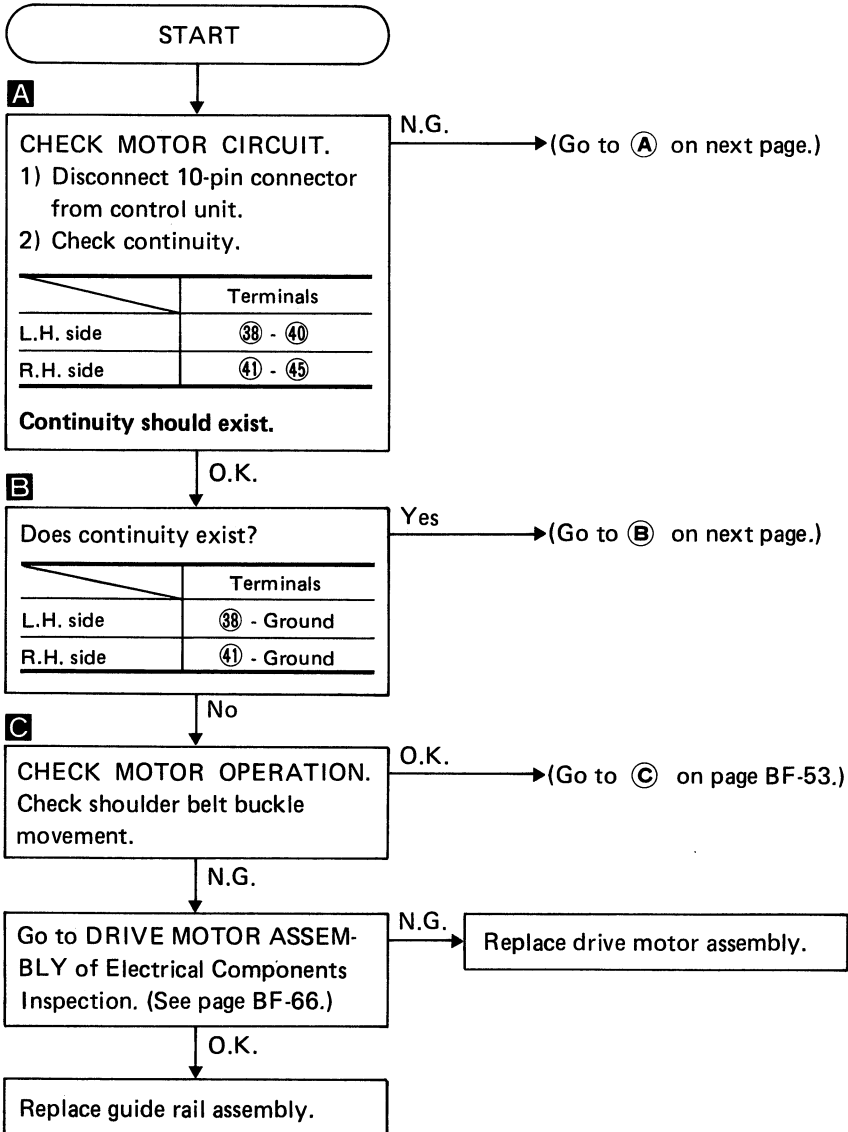 START
A
CHECK MOTOR CIRCUIT.
1) Disconnect 10-pin connector
from control unit.
2) Check continuity.
Terminals
L.H. side ㊳ - ㊵
R.H. side ㊶ - ㊺
Continuity should exist.
N.G.
(Go to Ⓐ on next page.)
O.K.
B
Does continuity exist?
Terminals
L.H. side ㊳ - Ground
R.H. side ㊶ - Ground
Yes
(Go to Ⓑ on next page.)
No
C
CHECK MOTOR OPERATION.
Check shoulder belt buckle
movement.
O.K.
(Go to Ⓒ on page BF-53.)
N.G.
Go to DRIVE MOTOR ASSEM-
BLY of Electrical Components
Inspection. (See page BF-66.)
N.G.
Replace drive motor assembly.
O.K.
Replace guide rail assembly.